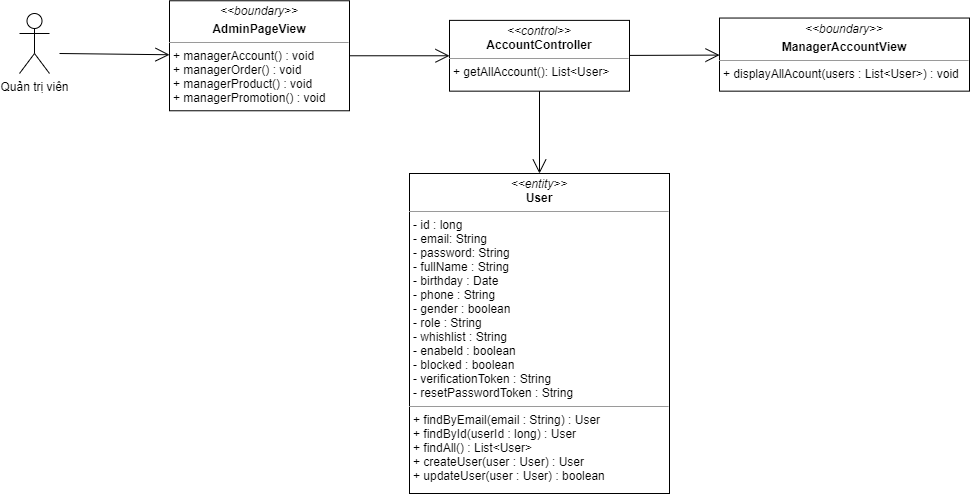 Quản trị viên
<<boundary>>
AdminPageView
+ managerAccount() : void
+ managerOrder() : void
+ managerProduct() : void
+ managerPromotion() : void
<<control>>
AccountController
+ getAllAccount(): List<User>
<<boundary>>
ManagerAccountView
+ displayAllAcount(users : List<User>) : void
<<entity>>
User
- id : long
- email: String
- password: String
- fullName : String
- birthday : Date
- phone : String
- gender : boolean
- role : String
- whishlist : String
- enabeld : boolean
- blocked : boolean
- verificationToken : String
- resetPasswordToken : String
+ findByEmail(email : String) : User
+ findById(userId : long) : User
+ findAll() : List<User>
+ createUser(user : User) : User
+ updateUser(user : User) : boolean